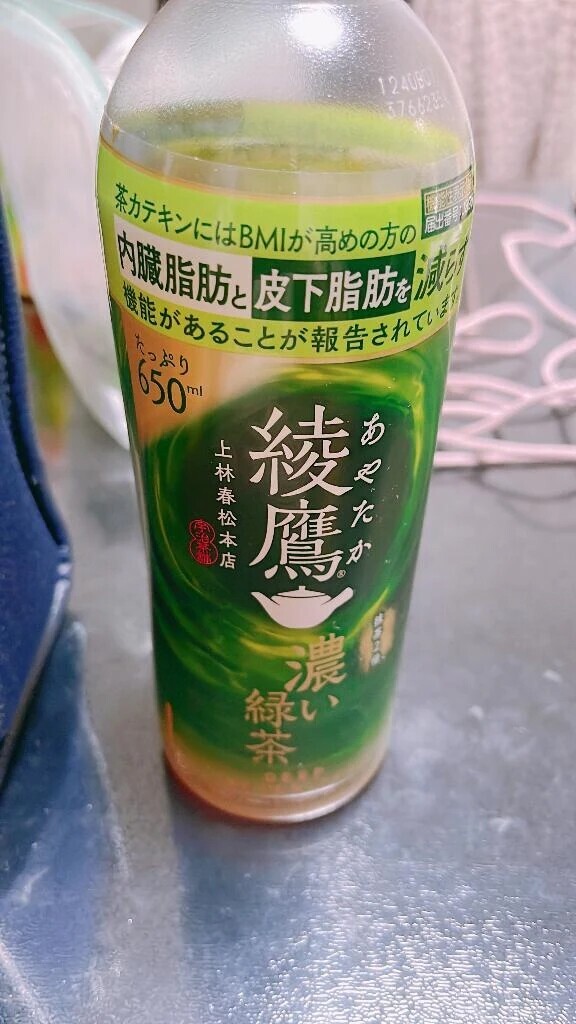 茶カテキンにはBMIが高めの方の
内臓脂肪と皮下脂肪を減らす
機能があることが報告されています
たっぷり
650ml
あやたか
綾鷹®
上林春松本店
濃い
緑茶